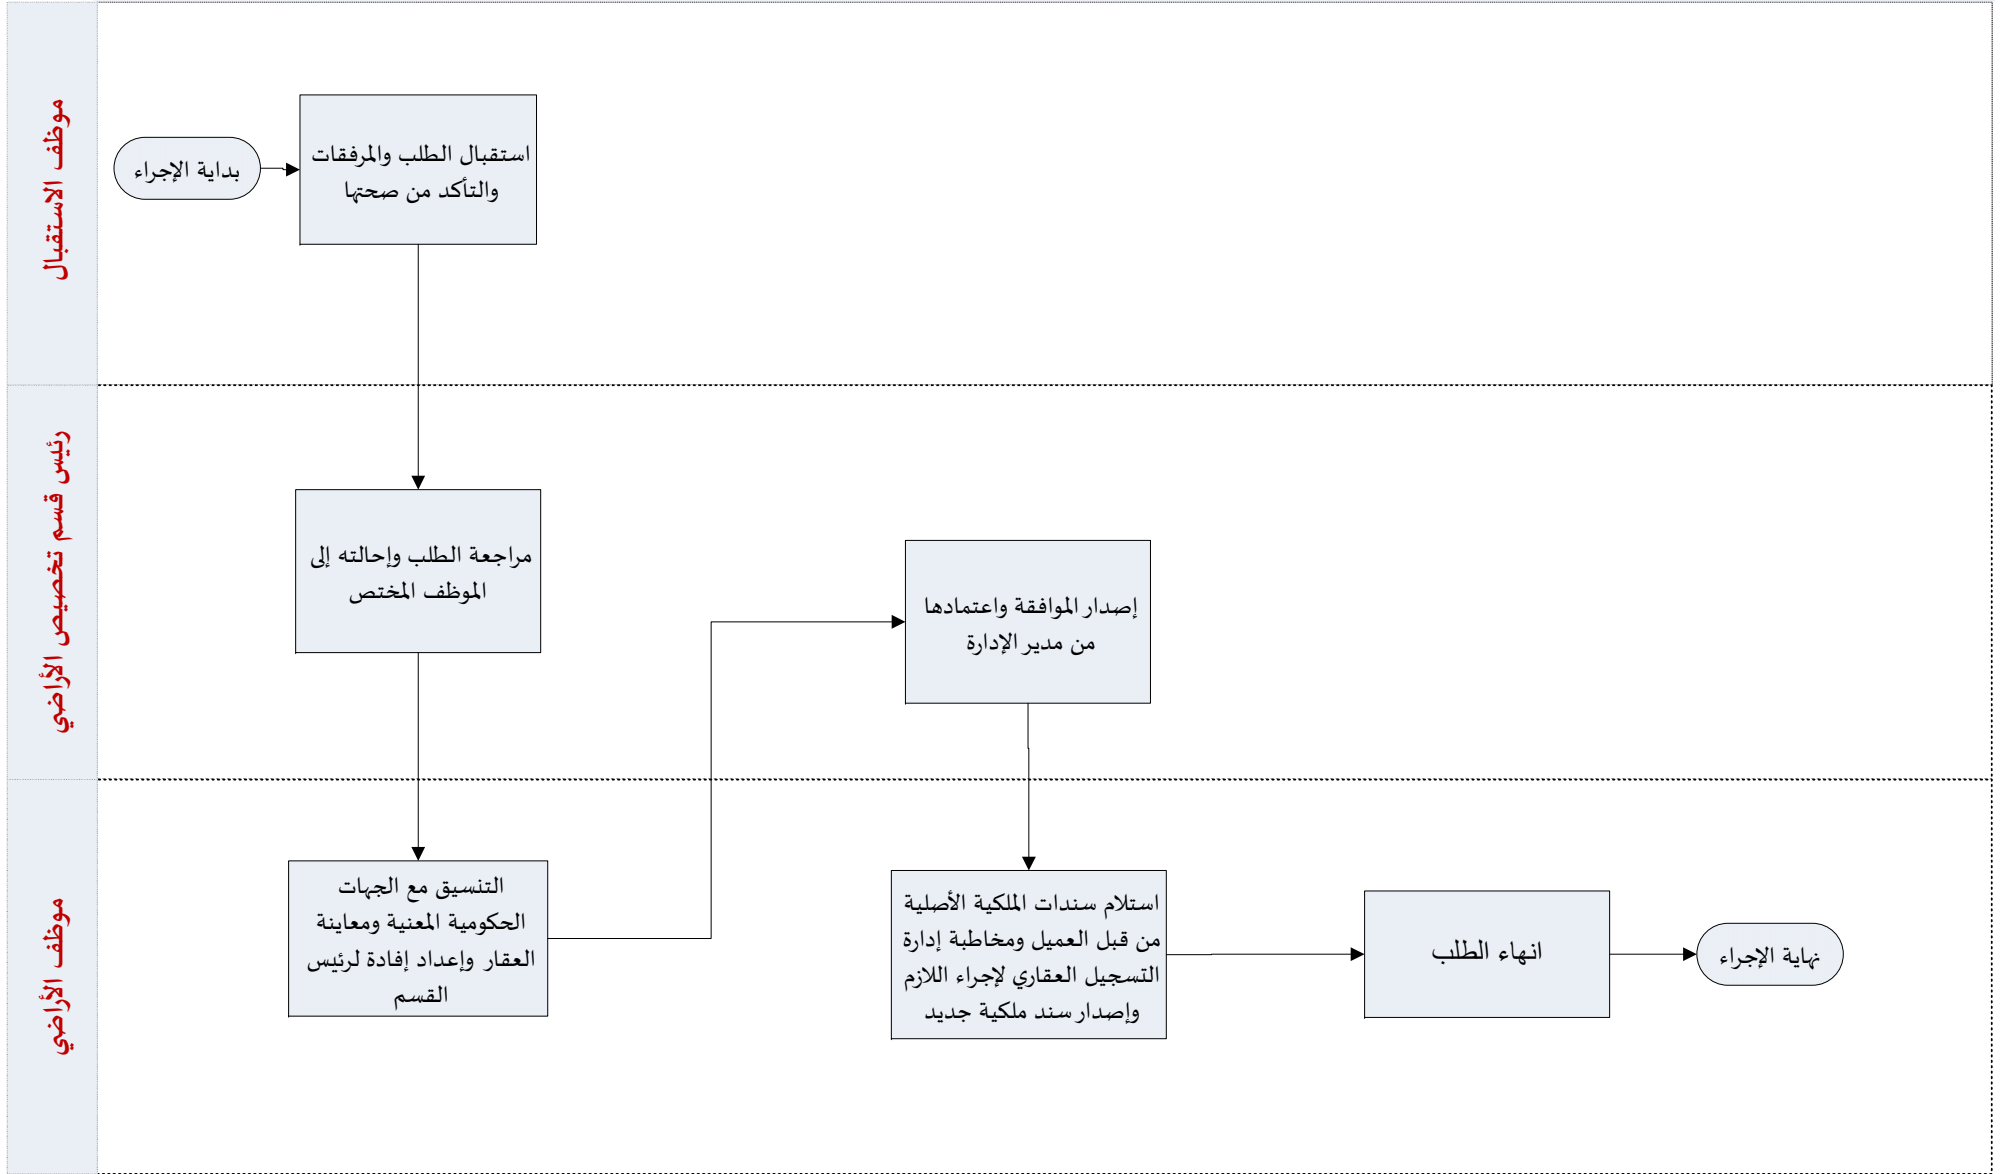 موظف الاستقبال
بداية الإجراء
استقبال الطلب والمرفقات
والتأكد من صحتها
رئيس قسم تخصيص الأراضي
مراجعة الطلب وإحالته إلى
الموظف المختص
إصدار الموافقة واعتمادها
من مدير الإدارة
موظف الأراضي
التنسيق مع الجهات
الحكومية المعنية ومعاينة
العقار وإعداد إفادة لرئيس
القسم
استلام سندات الملكية الأصلية
من قبل العميل ومخاطبة إدارة
التسجيل العقاري لإجراء اللازم
وإصدار سند ملكية جديد
انهاء الطلب
نهاية الإجراء